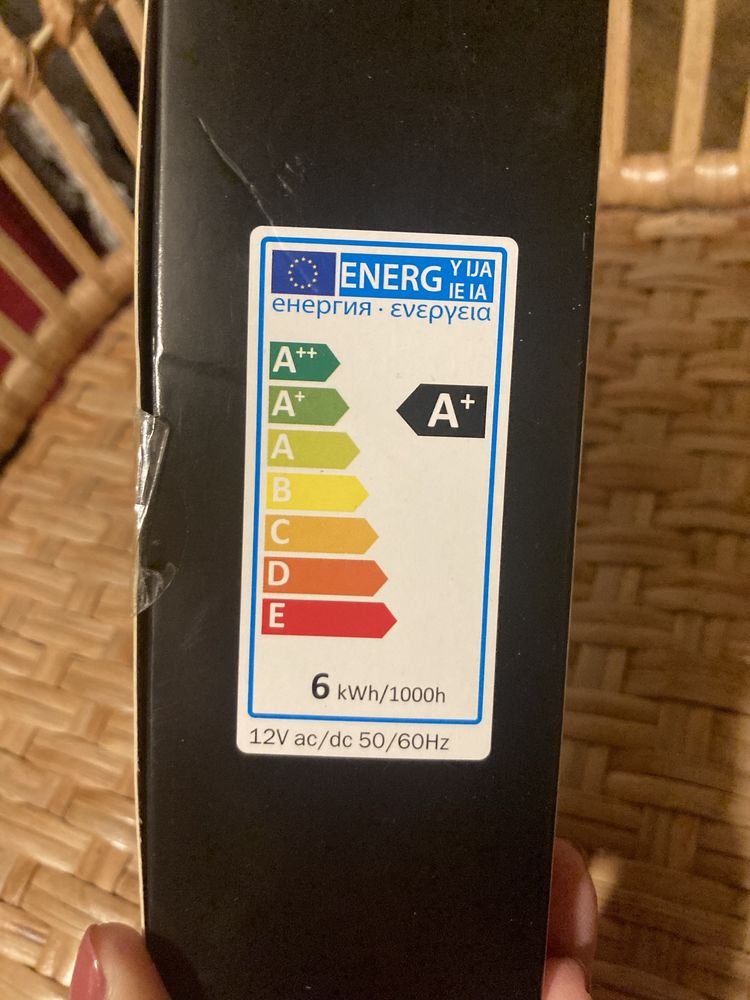 ENERG Y IJA
IE IA
енергия · ενεργεια
A++
A+
A+
A
B
C
D
E
6 kWh/1000h
12V ac/dc 50/60Hz